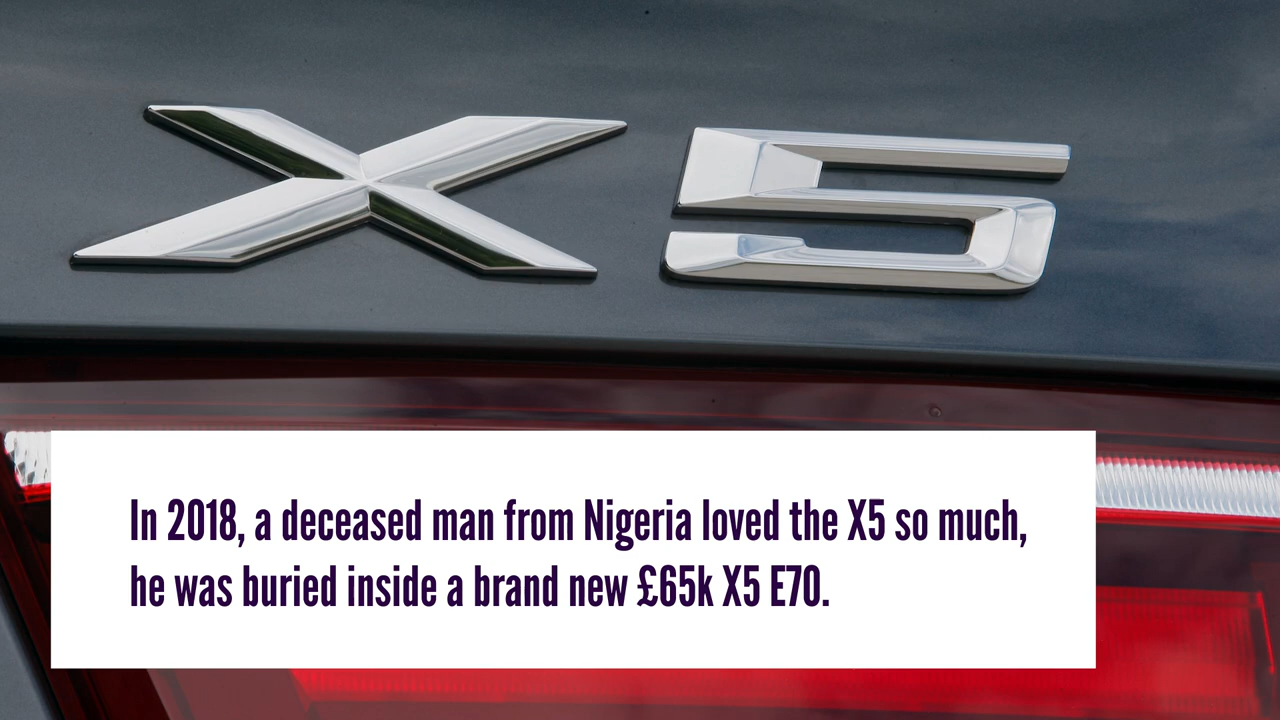 X5
In 2018, a deceased man from Nigeria loved the X5 so much,
he was buried inside a brand new £65k X5 E70.